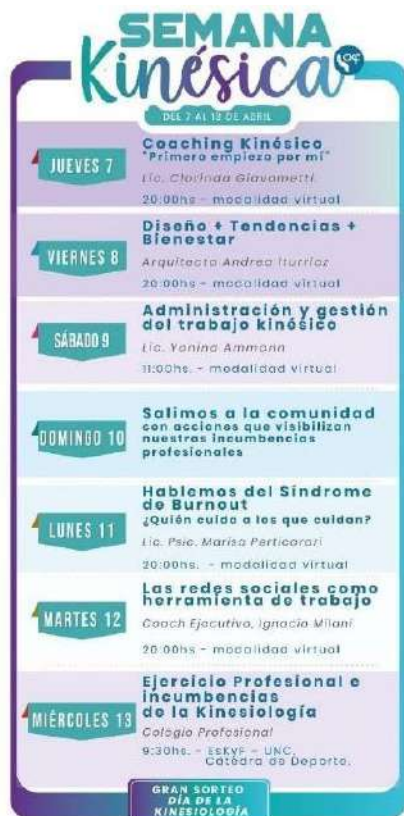 SEMANA
Kinésica
DEL 7 AL 13 DE ABRIL
JUEVES 7
Coaching Kinésico
"Primero empiezo por mí"
Lic. Clorinda Giavometti.
20:00hs - modalidad virtual
VIERNES 8
Diseño + Tendencias +
Bienestar
Arquitecta Andrea Iturrioz
20:00hs - modalidad virtual
SÁBADO 9
Administración y gestión
del trabajo kinésico
Lic. Yanina Ammann
11:00hs. - modalidad virtual
DOMINGO 10
Salimos a la comunidad
con acciones que visibilizan
nuestras incumbencias
profesionales
LUNES 11
Hablemos del Síndrome
de Burnout
¿Quién cuida a los que cuidan?
Lic. Psic. Marisa Perticarari
20:00hs. - modalidad virtual
MARTES 12
Las redes sociales como
herramienta de trabajo
Coach Ejecutivo, Ignacio Milani
20:00hs - modalidad virtual
MIÉRCOLES 13
Ejercicio Profesional e
incumbencias
de la Kinesiología
Colegio Profesional
9:30hs. - EsKyF - UNC.
Cátedra de Deporte.
GRAN SORTEO
DÍA DE LA
KINESIOLOGÍA